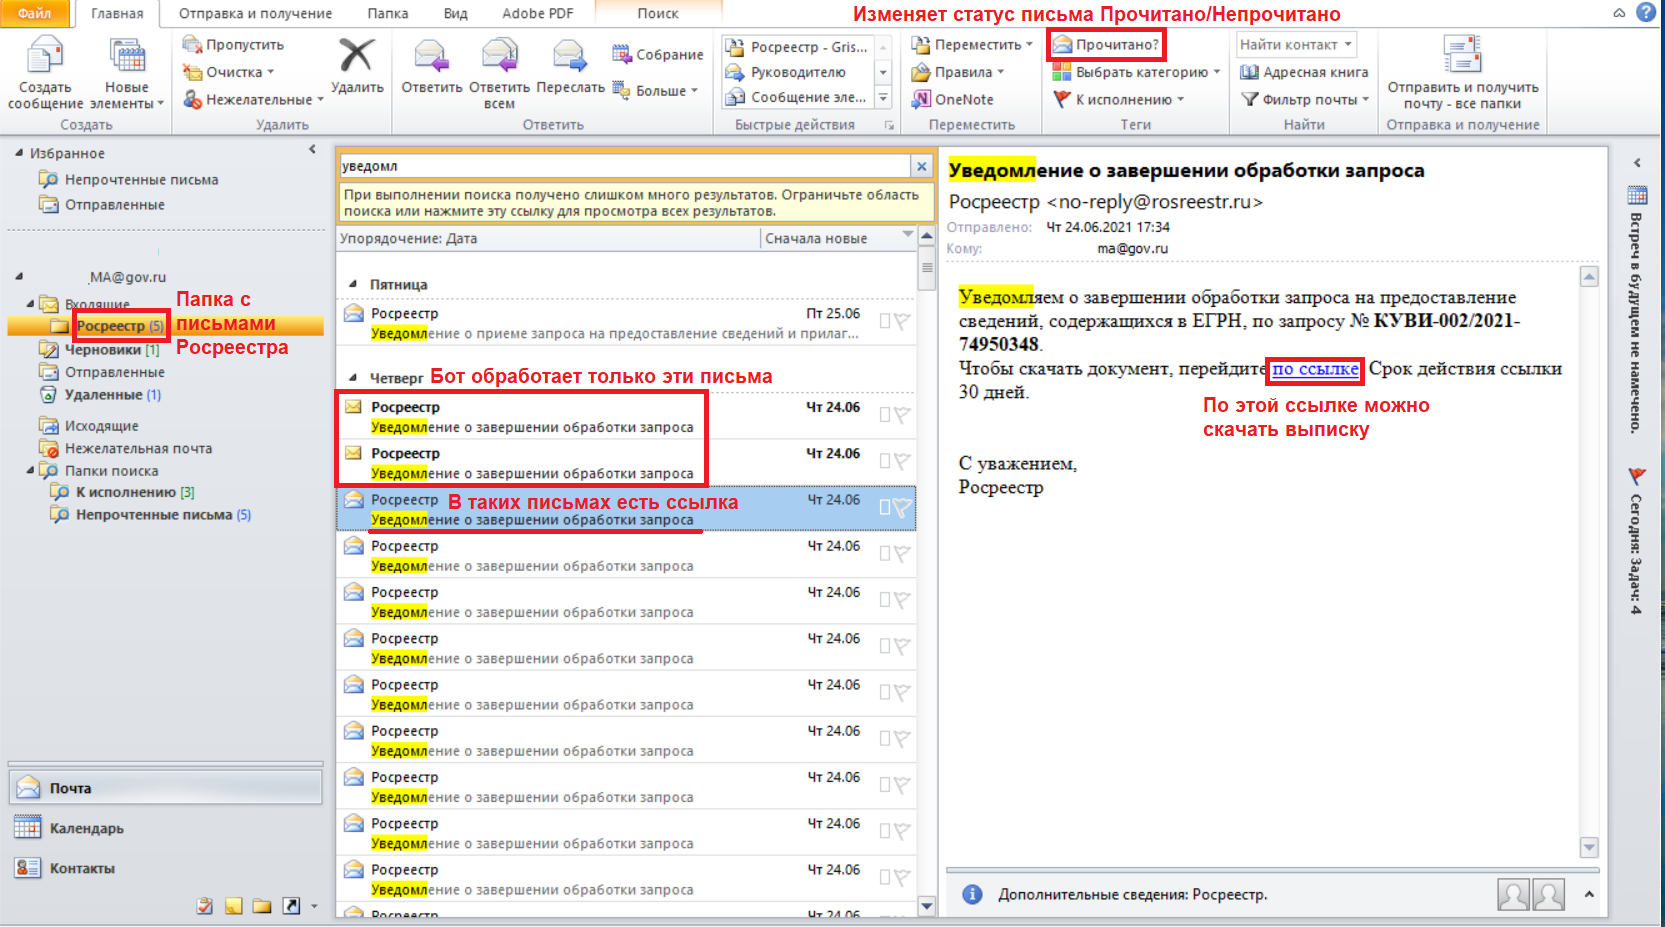 Файл
Главная
Отправка и получение
Папка
Вид
Adobe PDF
Поиск
Изменяет статус письма Прочитано/Непрочитано
Создать
сообщение
Новые
элементы
Создать
Пропустить
Очистка
Нежелательные
Удалить
Удалить
Ответить
Ответить
всем
Переслать
Собрание
Больше
Ответить
Росреестр - Gris...
Руководителю
Сообщение эле...
Быстрые действия
Переместить
Правила
OneNote
Переместить
Прочитано?
Выбрать категорию
К исполнению
Теги
Найти контакт
Адресная книга
Фильтр почты
Найти
Отправить и получить
почту - все папки
Отправка и получение
Избранное
Непрочтенные письма
Отправленные
MA@gov.ru
Входящие
Росреестр (5)
Папка с
письмами
Росреестра
Черновики [1]
Отправленные
Удаленные (1)
Исходящие
Нежелательная почта
Папки поиска
К исполнению [3]
Непрочтенные письма (5)
Почта
Календарь
Контакты
уведомл
При выполнении поиска получено слишком много результатов. Ограничьте область
поиска или нажмите эту ссылку для просмотра всех результатов.
Упорядочение: Дата
Сначала новые
Пятница
Росреестр Пт 25.06
Уведомление о приеме запроса на предоставление сведений и прилаг...
Четверг
Бот обработает только эти письма
Росреестр Чт 24.06
Уведомление о завершении обработки запроса
Росреестр Чт 24.06
Уведомление о завершении обработки запроса
Росреестр Чт 24.06
В таких письмах есть ссылка
Уведомление о завершении обработки запроса
Росреестр Чт 24.06
Уведомление о завершении обработки запроса
Росреестр Чт 24.06
Уведомление о завершении обработки запроса
Росреестр Чт 24.06
Уведомление о завершении обработки запроса
Росреестр Чт 24.06
Уведомление о завершении обработки запроса
Росреестр Чт 24.06
Уведомление о завершении обработки запроса
Росреестр Чт 24.06
Уведомление о завершении обработки запроса
Росреестр Чт 24.06
Уведомление о завершении обработки запроса
Росреестр Чт 24.06
Уведомление о завершении обработки запроса
Росреестр Чт 24.06
Уведомление о завершении обработки запроса
Росреестр <no-reply@rosreestr.ru>
Отправлено: Чт 24.06.2021 17:34
Кому: ma@gov.ru
Уведомляем о завершении обработки запроса на предоставление
сведений, содержащихся в ЕГРН, по запросу № КУВИ-002/2021-
74950348.
Чтобы скачать документ, перейдите по ссылке Срок действия ссылки
30 дней.
По этой ссылке можно
скачать выписку
С уважением,
Росреестр
Дополнительные сведения: Росреестр.
Встреч в будущем не намечено.
Сегодня: Задач: 4